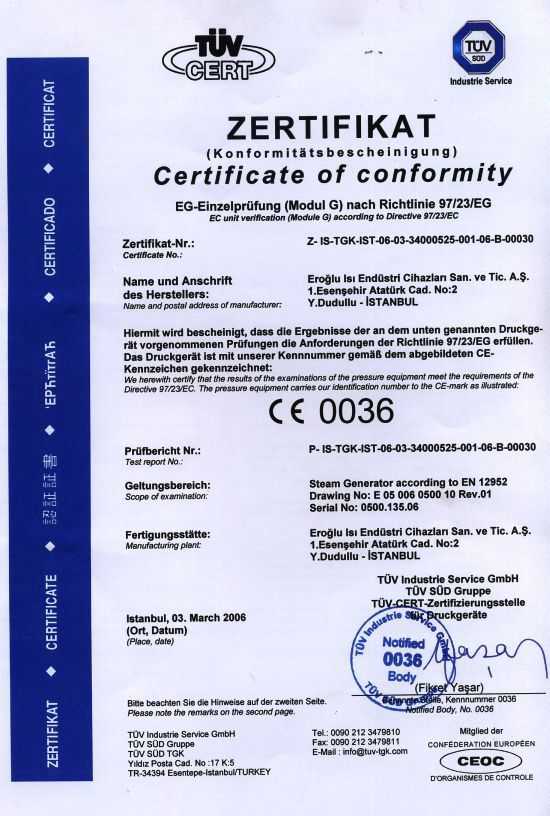 TÜV
CERT
TÜV
SÜD
Industrie Service
ZERTIFIKAT
(Konformitätsbescheinigung)
Certificate of conformity
EG-Einzelprüfung (Modul G) nach Richtlinie 97/23/EG
EC unit verification (Module G) according to Directive 97/23/EC
Zertifikat-Nr.: Z- IS-TGK-IST-06-03-34000525-001-06-B-00030
Certificate No.:
Name und Anschrift Eroğlu Isı Endüstri Cihazları San. ve Tic. A.Ş.
des Herstellers: 1.Esenşehir Atatürk Cad. No:2
Name and postal address of manufacturer: Y.Dudullu - İSTANBUL
Hiermit wird bescheinigt, dass die Ergebnisse der an dem unten genannten Druckge-
rät vorgenommenen Prüfungen die Anforderungen der Richtlinie 97/23/EG erfüllen.
Das Druckgerät ist mit unserer Kennnummer gemäß dem abgebildeten CE-
Kennzeichen gekennzeichnet:
We herewith certify that the results of the examinations of the pressure equipment meet the requirements of the
Directive 97/23/EC. The pressure equipment carries our identification number to the CE-mark as illustrated:
CE 0036
Prüfbericht Nr.: P- IS-TGK-IST-06-03-34000525-001-06-B-00030
Test report No.:
Geltungsbereich: Steam Generator according to EN 12952
Scope of examination: Drawing No: E 05 006 0500 10 Rev.01
Serial No: 0500.135.06
Fertigungsstätte: Eroğlu Isı Endüstri Cihazları San. ve Tic. A.Ş.
Manufacturing plant: 1.Esenşehir Atatürk Cad. No:2
Y.Dudullu - İSTANBUL
TÜV Industrie Service GmbH
TÜV SÜD Gruppe
TÜV-CERT-Zertifizierungsstelle
für Druckgeräte
Istanbul, 03. March 2006
(Ort, Datum)
(Place, date)
TÜV Industrie Service GmbH
Notified
0036
Body
TÜV SÜD Gruppe
(Fikret Yaşar)
Stelle, Kennnummer 0036
Notified Body, No. 0036
Bitte beachten Sie die Hinweise auf der zweiten Seite.
Please note the remarks on the second page.
TÜV Industrie Service GmbH
TÜV SÜD Gruppe
TÜV SÜD TGK
Yıldız Posta Cad. No :17 K:5
TR-34394 Esentepe-Istanbul/TURKEY
Tel.: 0090 212 3479810
Fax: 0090 212 3479811
E-Mail : info@tuv-tgk.com
Mitglied der
CONFÉDÉRATION EUROPÉEN
CEOC
D'ORGANISMES DE CONTROLE
ZERTIFIKAT ◆ CERTIFICATE ◆ 認証証書 ◆ ◆ CERTIFICADO ◆ CERTIFICAT